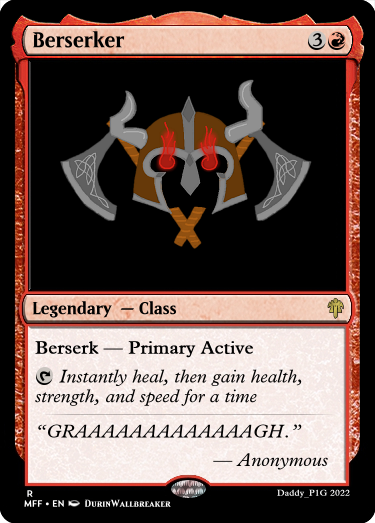 Berserker 3
Legendary — Class
Bersek — Primary Active
Instantly heal, then gain health,
strength, and speed for a time
“GRAAAAAAAAAAAAAGH.”
— Anonymous
R
MFF • EN DurinWallbreaker
Daddy_P1G 2022